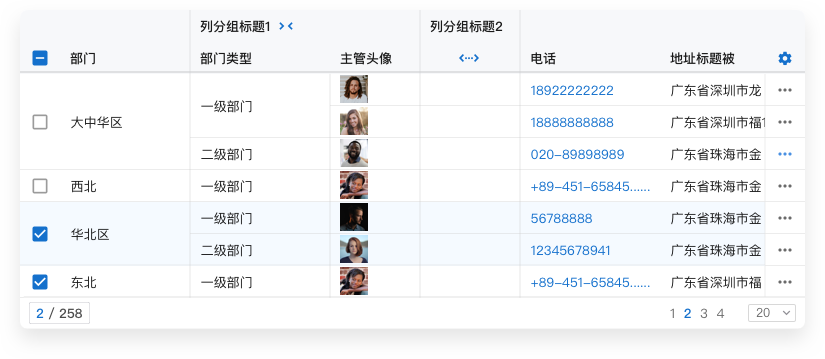 列分组标题1 列分组标题2
部门 部门类型 主管头像 电话 地址标题被
大中华区 一级部门 18922222222 广东省深圳市龙
18888888888 广东省深圳市福1
二级部门 020-89898989 广东省珠海市金
西北 一级部门 +89-451-65845...... 广东省珠海市金
华北区 一级部门 56788888 广东省珠海市金
二级部门 12345678941 广东省珠海市金
东北 一级部门 +89-451-65845...... 广东省深圳市福
2 / 258 1 2 3 4 20